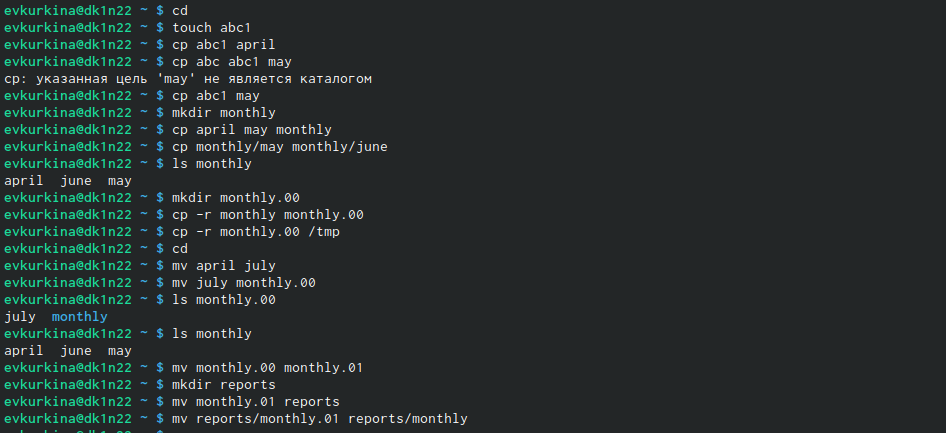 evkurkina@dk1n22 ~ $ cd
evkurkina@dk1n22 ~ $ touch abc1
evkurkina@dk1n22 ~ $ cp abc1 april
evkurkina@dk1n22 ~ $ cp abc abc1 may
cp: указанная цель 'may' не является каталогом
evkurkina@dk1n22 ~ $ cp abc1 may
evkurkina@dk1n22 ~ $ mkdir monthly
evkurkina@dk1n22 ~ $ cp april may monthly
evkurkina@dk1n22 ~ $ cp monthly/may monthly/june
evkurkina@dk1n22 ~ $ ls monthly
april  june  may
evkurkina@dk1n22 ~ $ mkdir monthly.00
evkurkina@dk1n22 ~ $ cp -r monthly monthly.00
evkurkina@dk1n22 ~ $ cp -r monthly.00 /tmp
evkurkina@dk1n22 ~ $ cd
evkurkina@dk1n22 ~ $ mv april july
evkurkina@dk1n22 ~ $ mv july monthly.00
evkurkina@dk1n22 ~ $ ls monthly.00
july  monthly
evkurkina@dk1n22 ~ $ ls monthly
april  june  may
evkurkina@dk1n22 ~ $ mv monthly.00 monthly.01
evkurkina@dk1n22 ~ $ mkdir reports
evkurkina@dk1n22 ~ $ mv monthly.01 reports
evkurkina@dk1n22 ~ $ mv reports/monthly.01 reports/monthly